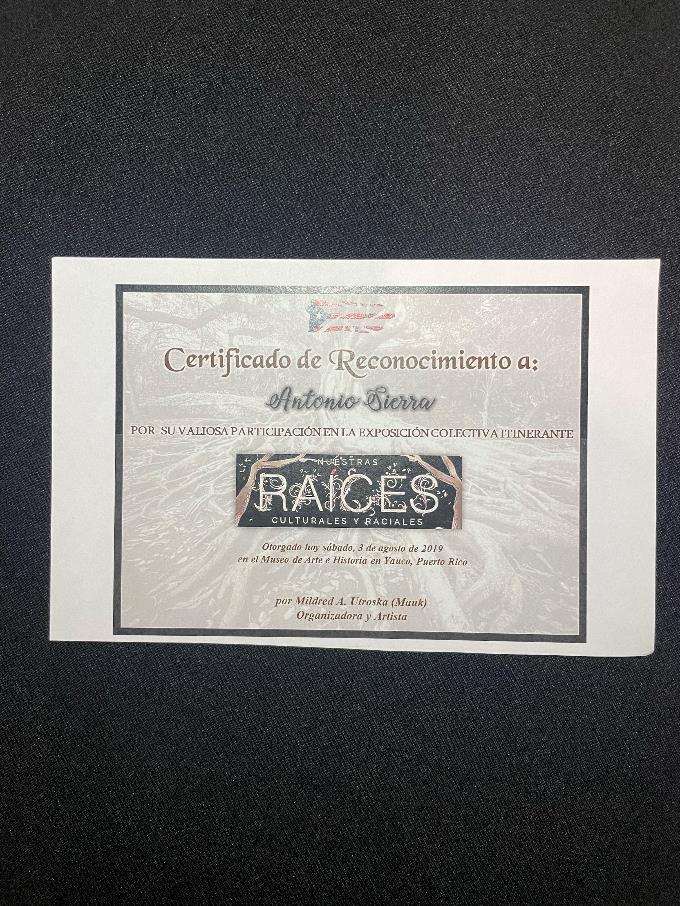 Certificado de Reconocimiento a:
Antonio Sierra
POR SU VALIOSA PARTICIPACIÓN EN LA EXPOSICIÓN COLECTIVA ITINERANTE
NUESTRAS
RAÍCES
CULTURALES Y RACIALES
Otorgado hoy sábado, 3 de agosto de 2019
en el Museo de Arte e Historia en Yauco, Puerto Rico
por Mildred A. Utroska (Mauk)
Organizadora y Artista